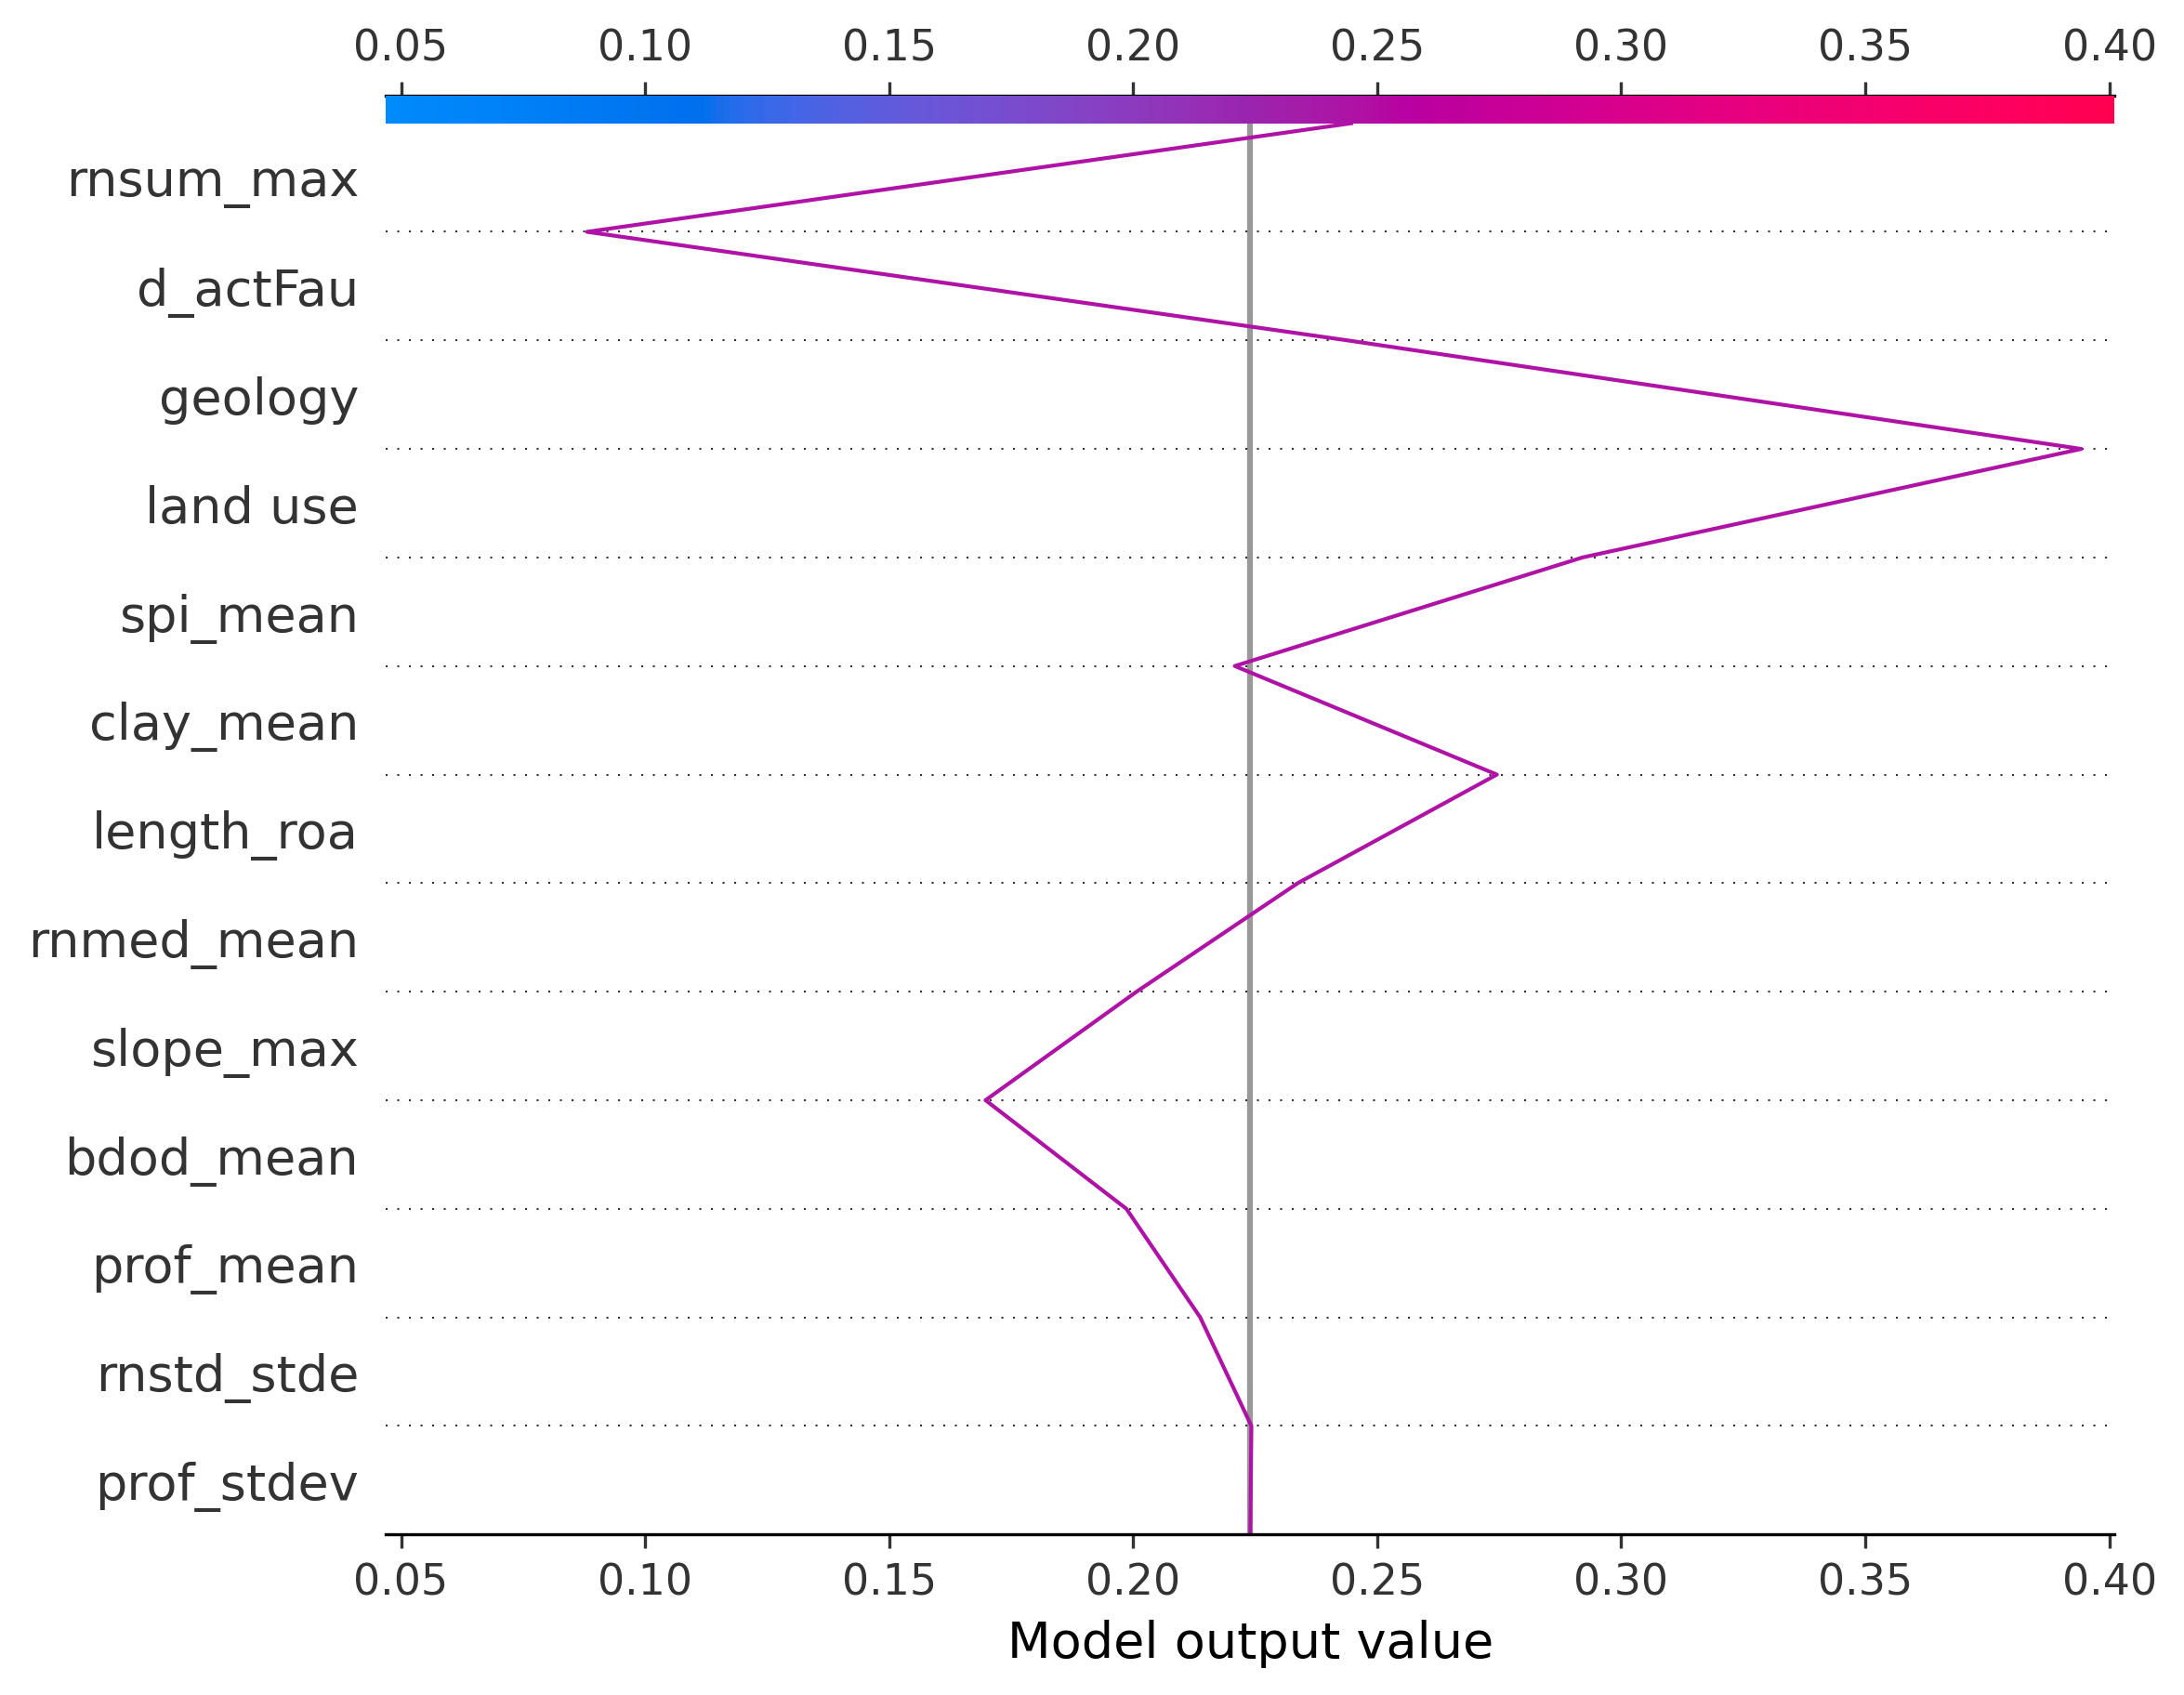 0.05 0.10 0.15 0.20 0.25 0.30 0.35 0.40
rnsum_max
d_actFau
geology
land use
spi_mean
clay_mean
length_roa
rnmed_mean
slope_max
bdod_mean
prof_mean
rnstd_stde
prof_stdev
0.05 0.10 0.15 0.20 0.25 0.30 0.35 0.40
Model output value